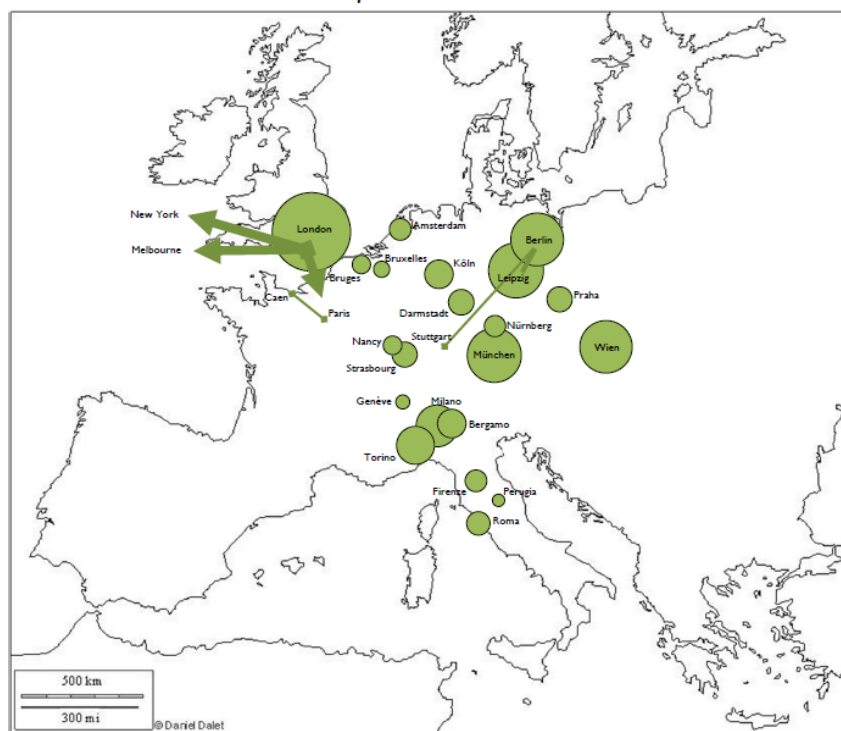 New York
London
Melbourne
Amsterdam
Berlin
Bruges
Bruxelles
Köln
Leipzig
Caen
Darmstadt
Praha
Paris
Nürnberg
Nancy
Stuttgart
Strasbourg
München
Wien
Genève
Milano
Bergamo
Torino
Firenze
Perugia
Roma
500 km
300 mi
© Daniel Dalet